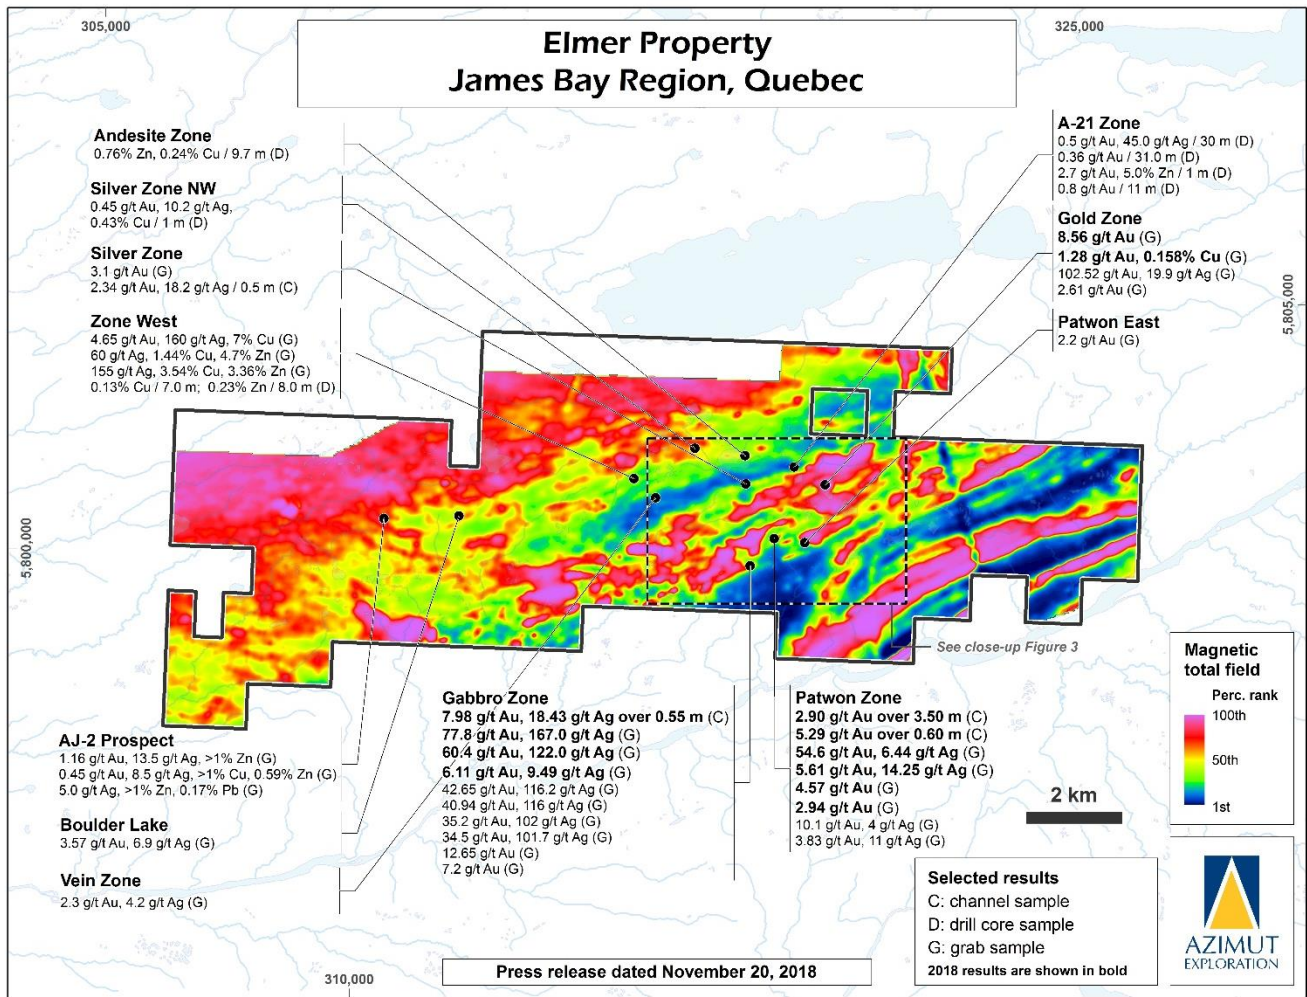 305,000
325,000
Elmer Property
James Bay Region, Quebec
Andesite Zone
0.76% Zn, 0.24% Cu / 9.7 m (D)
Silver Zone NW
0.45 g/t Au, 10.2 g/t Ag,
0.43% Cu / 1 m (D)
Silver Zone
3.1 g/t Au (G)
2.34 g/t Au, 18.2 g/t Ag / 0.5 m (C)
Zone West
4.65 g/t Au, 160 g/t Ag, 7% Cu (G)
60 g/t Ag, 1.44% Cu, 4.7% Zn (G)
155 g/t Ag, 3.54% Cu, 3.36% Zn (G)
0.13% Cu / 7.0 m; 0.23% Zn / 8.0 m (D)
A-21 Zone
0.5 g/t Au, 45.0 g/t Ag / 30 m (D)
0.36 g/t Au / 31.0 m (D)
2.7 g/t Au, 5.0% Zn / 1 m (D)
0.8 g/t Au / 11 m (D)
Gold Zone
8.56 g/t Au (G)
1.28 g/t Au, 0.158% Cu (G)
102.52 g/t Au, 19.9 g/t Ag (G)
2.61 g/t Au (G)
Patwon East
2.2 g/t Au (G)
5,805,000
5,800,000
See close-up Figure 3
AJ-2 Prospect
1.16 g/t Au, 13.5 g/t Ag, >1% Zn (G)
0.45 g/t Au, 8.5 g/t Ag, >1% Cu, 0.59% Zn (G)
5.0 g/t Ag, >1% Zn, 0.17% Pb (G)
Boulder Lake
3.57 g/t Au, 6.9 g/t Ag (G)
Vein Zone
2.3 g/t Au, 4.2 g/t Ag (G)
Gabbro Zone
7.98 g/t Au, 18.43 g/t Ag over 0.55 m (C)
77.8 g/t Au, 167.0 g/t Ag (G)
60.4 g/t Au, 122.0 g/t Ag (G)
6.11 g/t Au, 9.49 g/t Ag (G)
42.65 g/t Au, 116.2 g/t Ag (G)
40.94 g/t Au, 116 g/t Ag (G)
35.2 g/t Au, 102 g/t Ag (G)
34.5 g/t Au, 101.7 g/t Ag (G)
12.65 g/t Au (G)
7.2 g/t Au (G)
Patwon Zone
2.90 g/t Au over 3.50 m (C)
5.29 g/t Au over 0.60 m (C)
54.6 g/t Au, 6.44 g/t Ag (G)
5.61 g/t Au, 14.25 g/t Ag (G)
4.57 g/t Au (G)
2.94 g/t Au (G)
10.1 g/t Au, 4 g/t Ag (G)
3.83 g/t Au, 11 g/t Ag (G)
2 km
Magnetic
total field
Perc. rank
100th
50th
1st
Selected results
C: channel sample
D: drill core sample
G: grab sample
2018 results are shown in bold
AZIMUT
EXPLORATION
Press release dated November 20, 2018
310,000